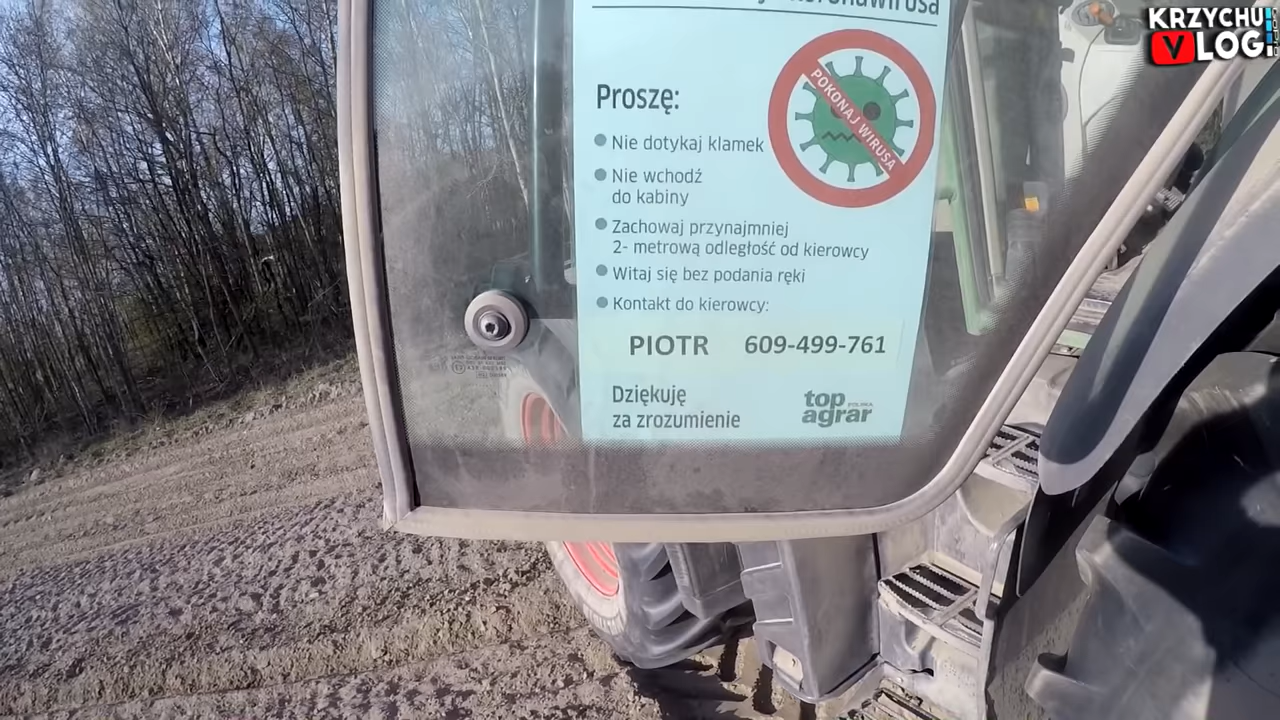 KRZYCHU
VLOG
Proszę:
POKONAJ WIRUSA
Nie dotykaj klamek
Nie wchodź
do kabiny
Zachowaj przynajmniej
2- metrową odległość od kierowcy
Witaj się bez podania ręki
Kontakt do kierowcy:
PIOTR 609-499-761
Dziękuję
za zrozumienie
top
POLSKA
agrar